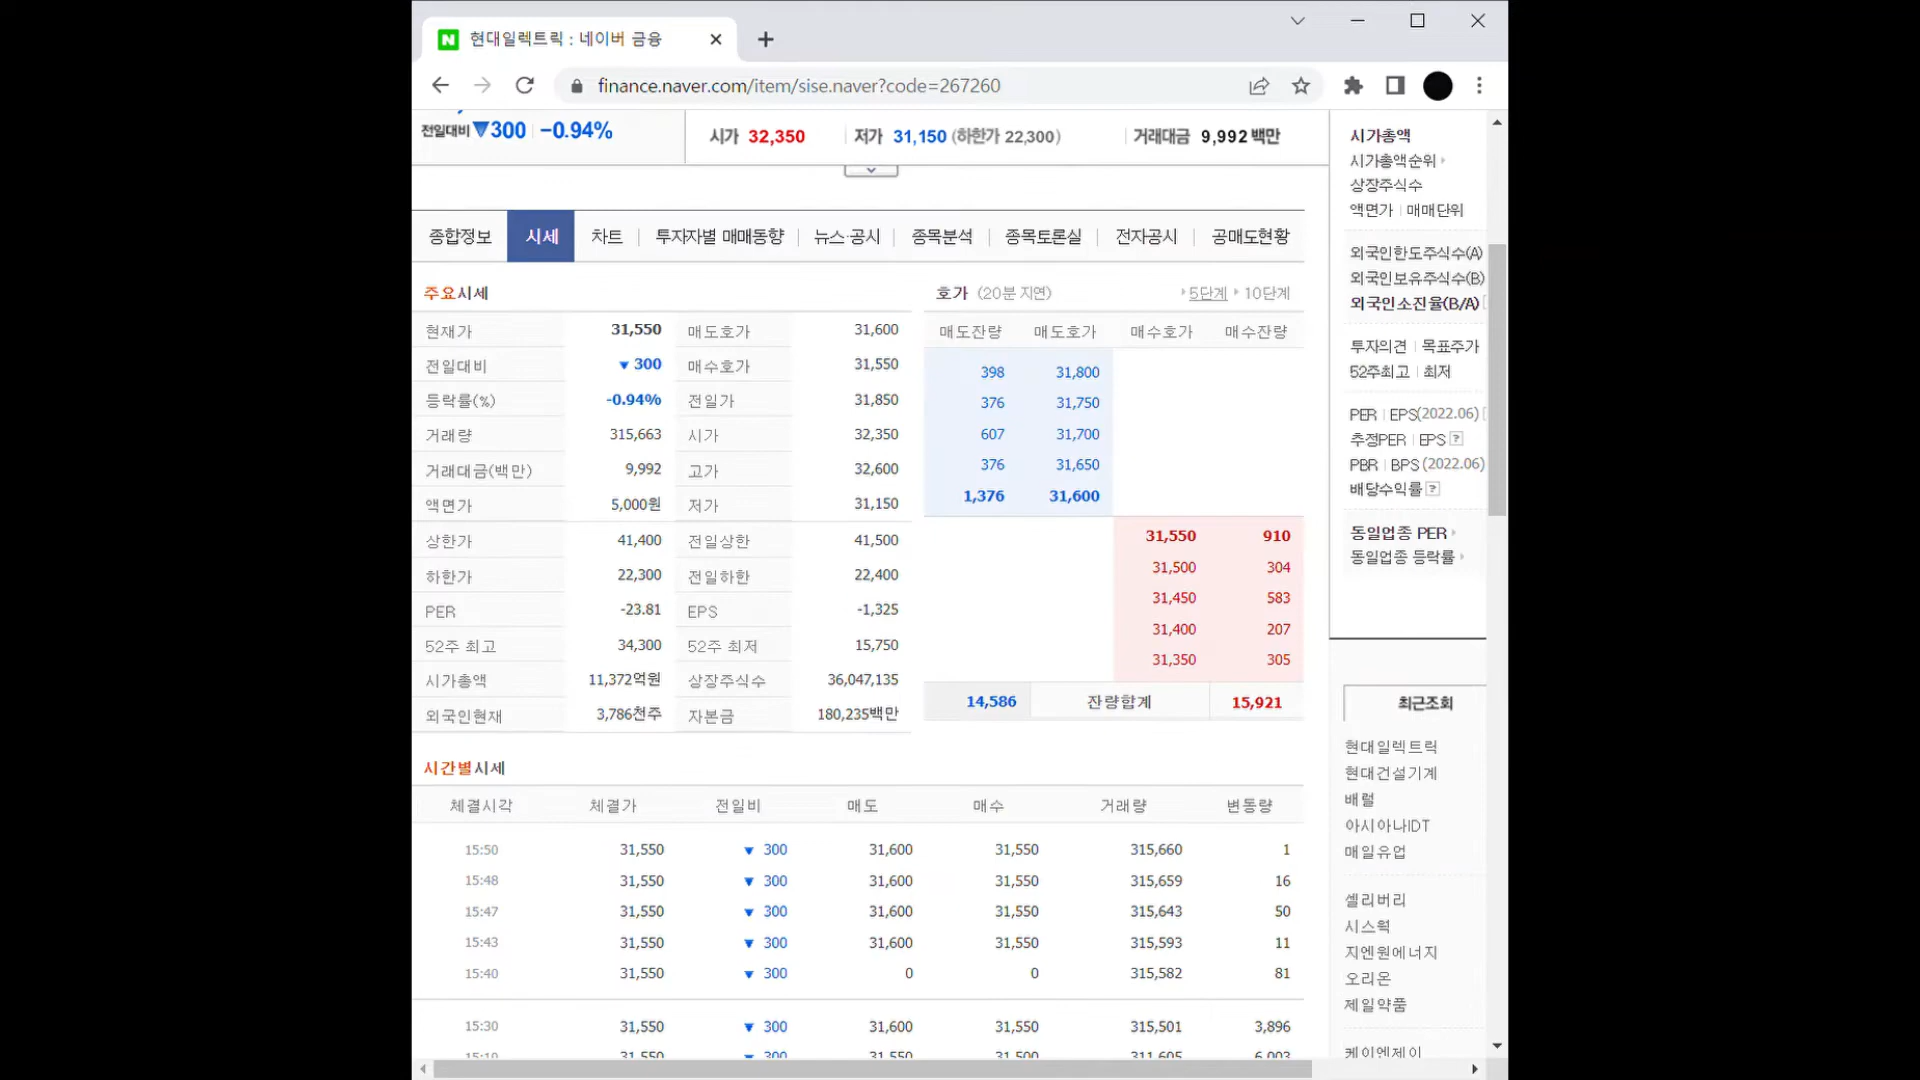 현대일렉트릭 : 네이버 금융
finance.naver.com/item/sise.naver?code=267260
전일대비 ▼300 -0.94%
시가 32,350 저가 31,150 (하한가 22,300) 거래대금 9,992 백만
종합정보 시세 차트 투자자별 매매동향 뉴스·공시 종목분석 종목토론실 전자공시 공매도현황
주요시세
현재가 31,550 매도호가 31,600
전일대비 ▼ 300 매수호가 31,550
등락률(%) -0.94% 전일가 31,850
거래량 315,663 시가 32,350
거래대금(백만) 9,992 고가 32,600
액면가 5,000원 저가 31,150
상한가 41,400 전일상한 41,500
하한가 22,300 전일하한 22,400
PER -23.81 EPS -1,325
52주 최고 34,300 52주 최저 15,750
시가총액 11,372억원 상장주식수 36,047,135
외국인현재 3,786천주 자본금 180,235백만
호가 (20분 지연) 5단계 10단계
매도잔량 매도호가 매수호가 매수잔량
398 31,800
376 31,750
607 31,700
376 31,650
1,376 31,600
31,550 910
31,500 304
31,450 583
31,400 207
31,350 305
14,586 잔량합계 15,921
시간별시세
체결시각 체결가 전일비 매도 매수 거래량 변동량
15:50 31,550 ▼ 300 31,600 31,550 315,660 1
15:48 31,550 ▼ 300 31,600 31,550 315,659 16
15:47 31,550 ▼ 300 31,600 31,550 315,643 50
15:43 31,550 ▼ 300 31,600 31,550 315,593 11
15:40 31,550 ▼ 300 0 0 315,582 81
15:30 31,550 ▼ 300 31,600 31,550 315,501 3,896
15:10 31,550 ▼ 300 31,550 31,500 311,605 6,003
시가총액
시가총액순위
상장주식수
액면가 매매단위
외국인한도주식수(A)
외국인보유주식수(B)
외국인소진율(B/A)
투자의견 목표주가
52주최고 최저
PER EPS(2022.06)
추정PER EPS ?
PBR BPS (2022.06)
배당수익률 ?
동일업종 PER
동일업종 등락률
최근조회
현대일렉트릭
현대건설기계
배럴
아시아나IDT
매일유업
셀리버리
시스웍
지엔원에너지
오리온
제일약품
케이엔제이